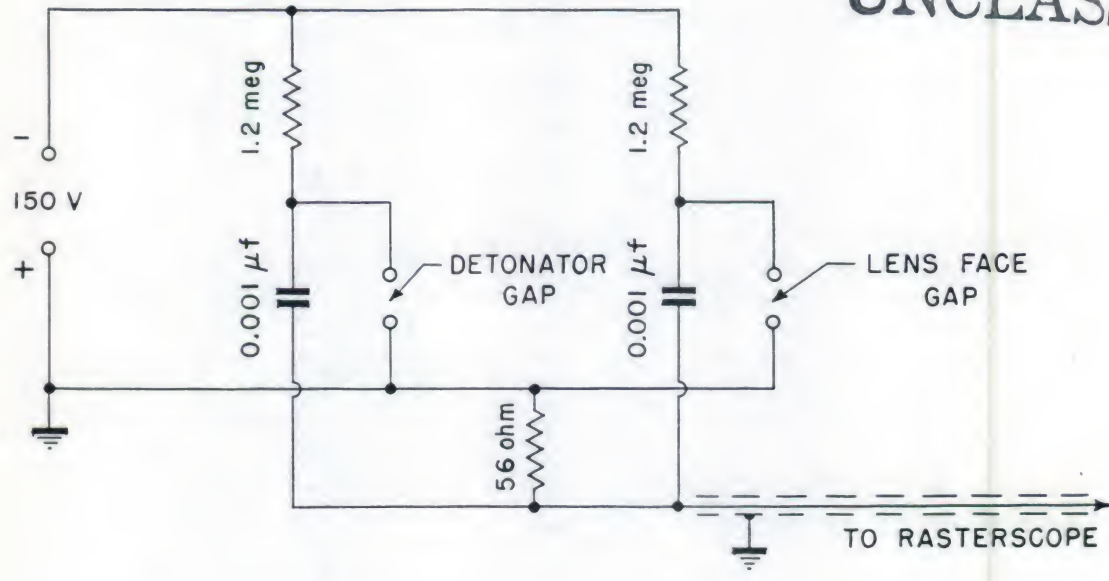 1.2 meg
1.2 meg
-
150 V
+
0.001 µf
DETONATOR
GAP
0.001 µf
LENS FACE
GAP
56 ohm
TO RASTERSCOPE